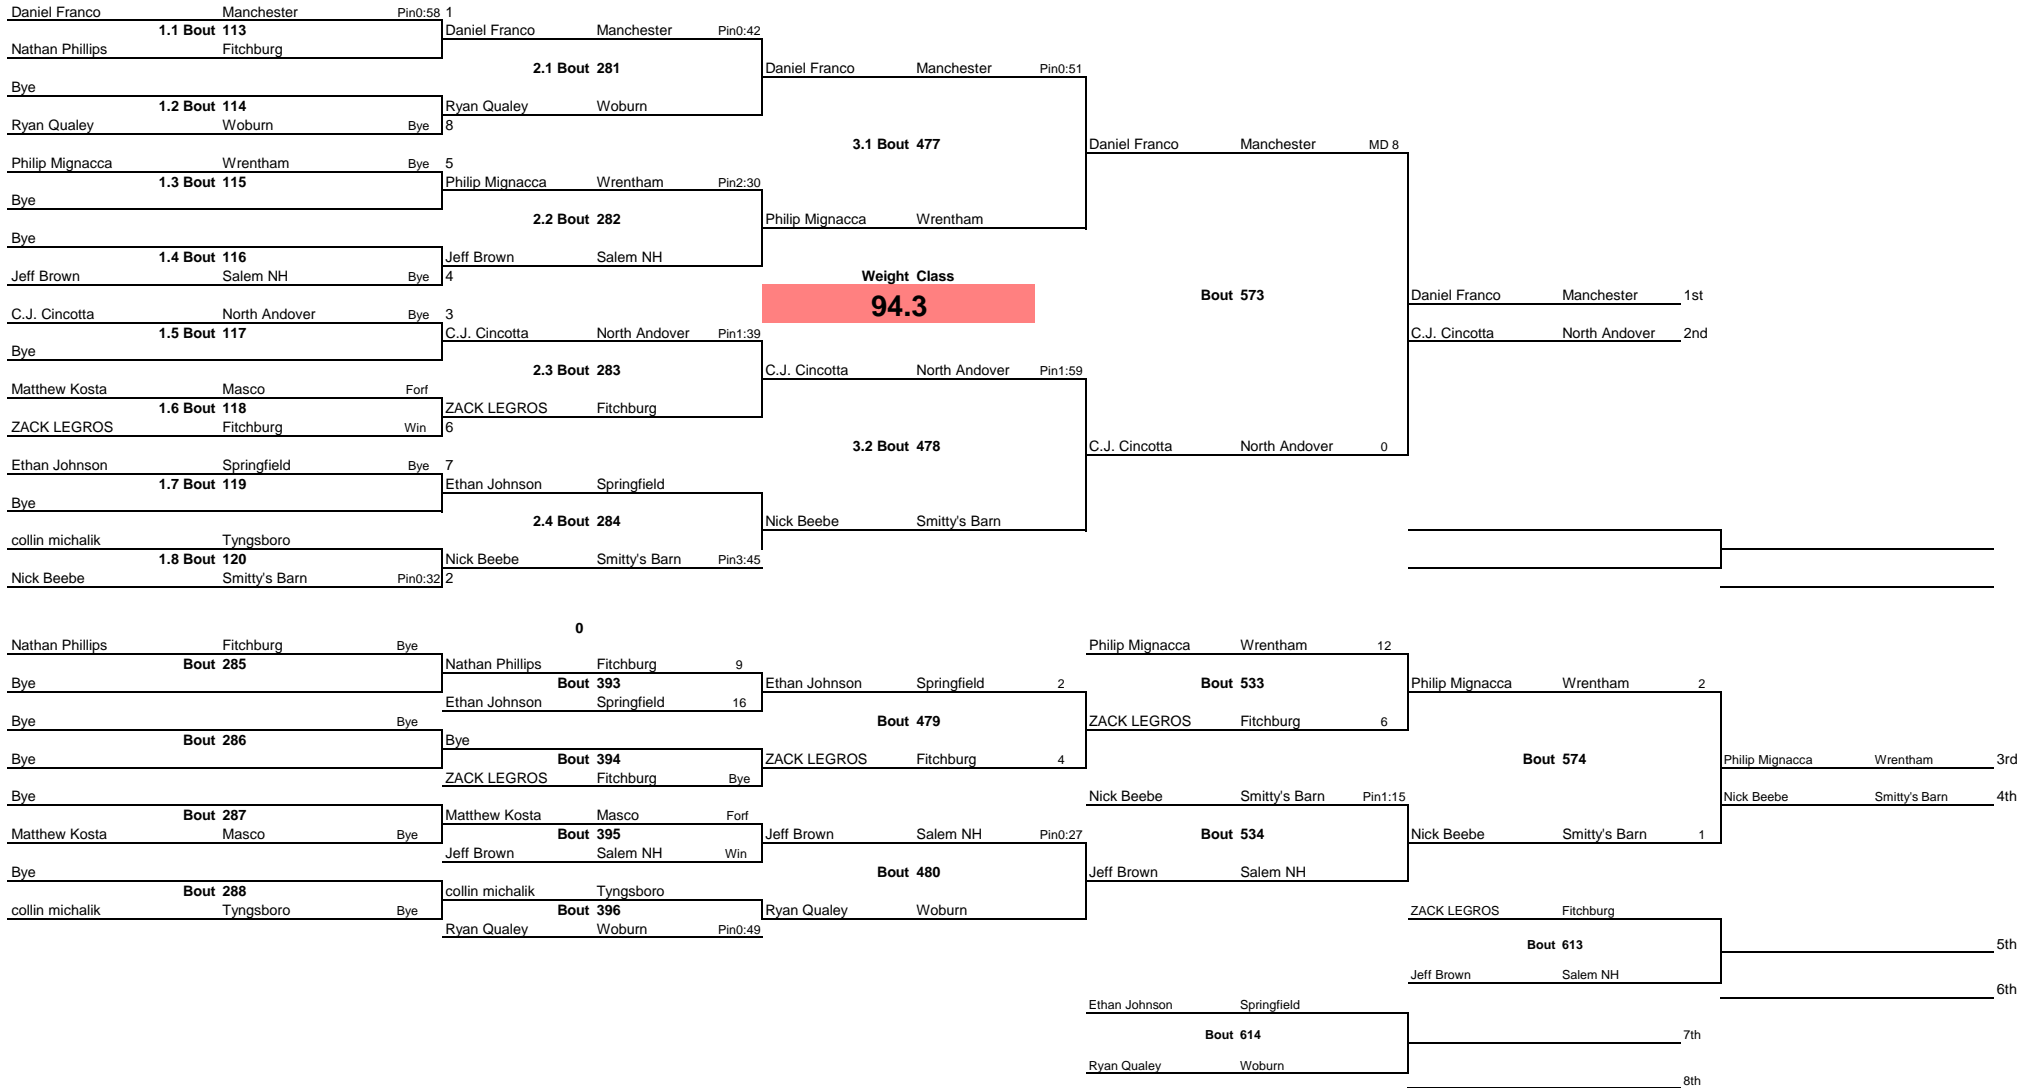 Daniel Franco Manchester Pin0:58 1
1.1 Bout 113
Nathan Phillips Fitchburg
Bye
1.2 Bout 114
Ryan Qualey Woburn Bye 8
Philip Mignacca Wrentham Bye 5
1.3 Bout 115
Bye
Bye
1.4 Bout 116
Jeff Brown Salem NH Bye 4
C.J. Cincotta North Andover Bye 3
1.5 Bout 117
Bye
Matthew Kosta Masco Forf
1.6 Bout 118
ZACK LEGROS Fitchburg Win 6
Ethan Johnson Springfield Bye 7
1.7 Bout 119
Bye
collin michalik Tyngsboro
1.8 Bout 120
Nick Beebe Smitty's Barn Pin0:32 2
Daniel Franco Manchester Pin0:42
2.1 Bout 281
Ryan Qualey Woburn
Philip Mignacca Wrentham Pin2:30
2.2 Bout 282
Jeff Brown Salem NH
C.J. Cincotta North Andover Pin1:39
2.3 Bout 283
ZACK LEGROS Fitchburg
Ethan Johnson Springfield
2.4 Bout 284
Nick Beebe Smitty's Barn Pin3:45
Daniel Franco Manchester Pin0:51
3.1 Bout 477
Philip Mignacca Wrentham
Weight Class
94.3
C.J. Cincotta North Andover Pin1:59
3.2 Bout 478
Nick Beebe Smitty's Barn
Daniel Franco Manchester MD 8
Bout 573
C.J. Cincotta North Andover 0
Daniel Franco Manchester 1st
C.J. Cincotta North Andover 2nd
0
Nathan Phillips Fitchburg Bye
Bout 285
Bye
Bye Bye
Bout 286
Bye
Bye
Bout 287
Matthew Kosta Masco Bye
Bye
Bout 288
collin michalik Tyngsboro Bye
Nathan Phillips Fitchburg 9
Bout 393
Ethan Johnson Springfield 16
Bye
Bout 394
ZACK LEGROS Fitchburg Bye
Matthew Kosta Masco Forf
Bout 395
Jeff Brown Salem NH Win
collin michalik Tyngsboro
Bout 396
Ryan Qualey Woburn Pin0:49
Ethan Johnson Springfield 2
Bout 479
ZACK LEGROS Fitchburg 4
Jeff Brown Salem NH Pin0:27
Bout 480
Ryan Qualey Woburn
Philip Mignacca Wrentham 12
Bout 533
ZACK LEGROS Fitchburg 6
Nick Beebe Smitty's Barn Pin1:15
Bout 534
Jeff Brown Salem NH
Philip Mignacca Wrentham 2
Bout 574
Nick Beebe Smitty's Barn 1
Philip Mignacca Wrentham 3rd
Nick Beebe Smitty's Barn 4th
ZACK LEGROS Fitchburg
Bout 613
Jeff Brown Salem NH
5th
6th
Ethan Johnson Springfield
Bout 614
Ryan Qualey Woburn
7th
8th